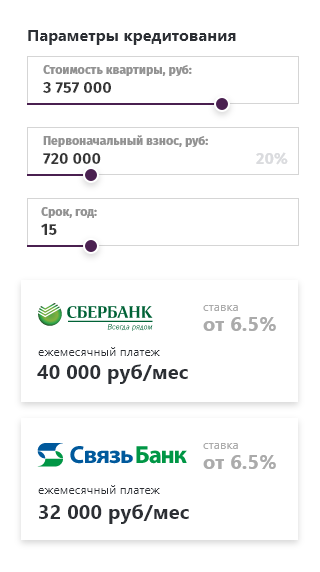 Параметры кредитования
Стоимость квартиры, руб:
3 757 000
Первоначальный взнос, руб:
720 000 20%
Срок, год:
15
СБЕРБАНК
Всегда рядом
ставка
от 6.5%
ежемесячный платеж
40 000 руб/мес
СвязьБанк
ставка
от 6.5%
ежемесячный платеж
32 000 руб/мес